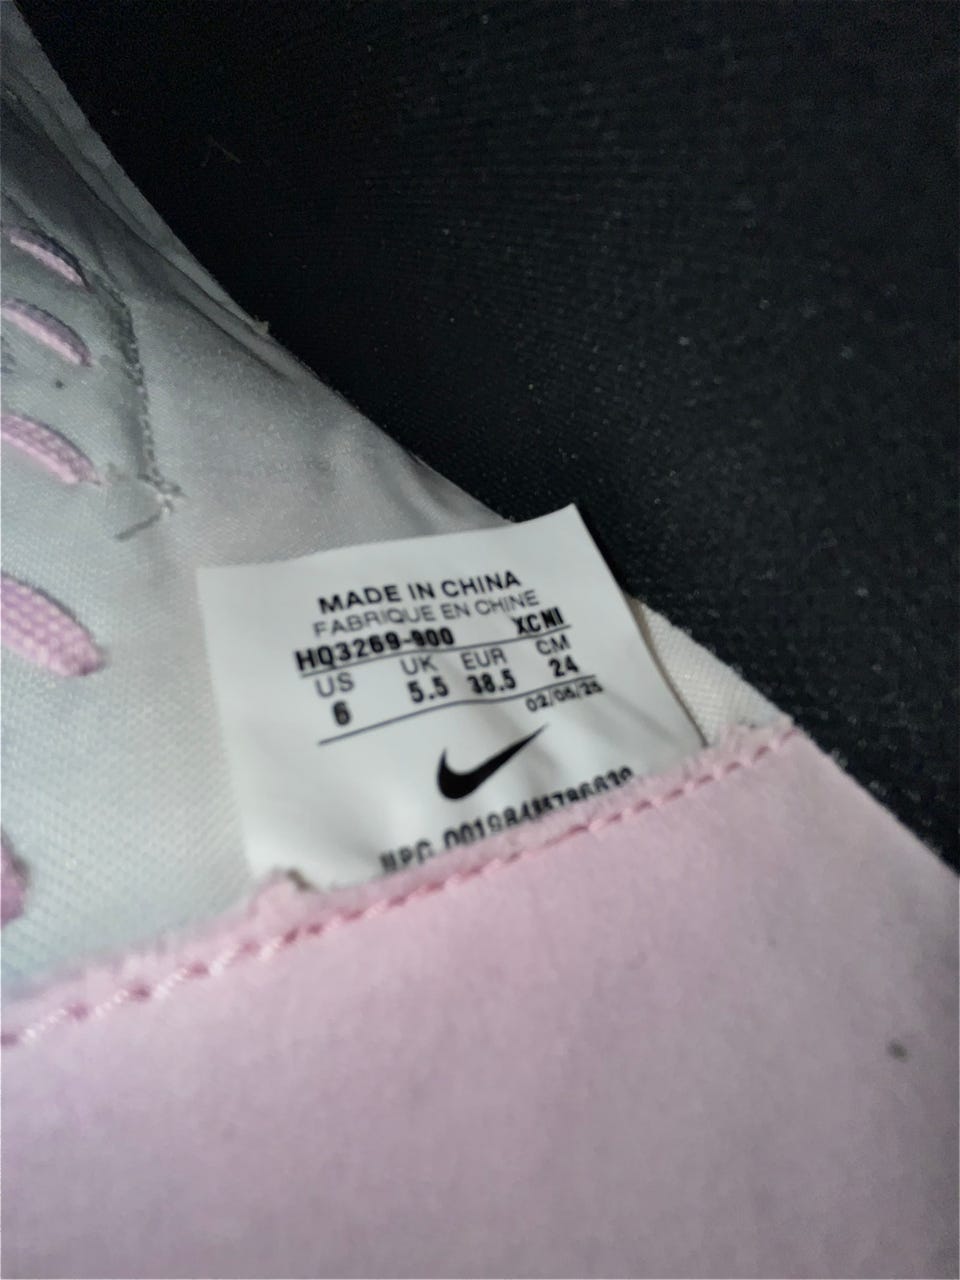 MADE IN CHINA
FABRIQUE EN CHINE
HQ3269-900 XCNI
US UK EUR CM
6 5.5 38.5 24
02/06/25